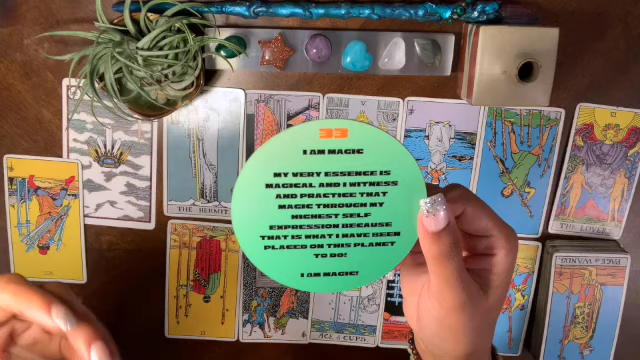 33
I AM MAGIC
MY VERY ESSENCE IS
MAGICAL AND I WITNESS
AND PRACTICE THAT
MAGIC THROUGH MY
HIGHEST SELF
EXPRESSION BECAUSE
THAT IS WHAT I HAVE BEEN
PLACED ON THIS PLANET
TO DO!
I AM MAGIC!
THE HERMIT
THE LOVERS
PAGE of WANDS
ACE of CUPS